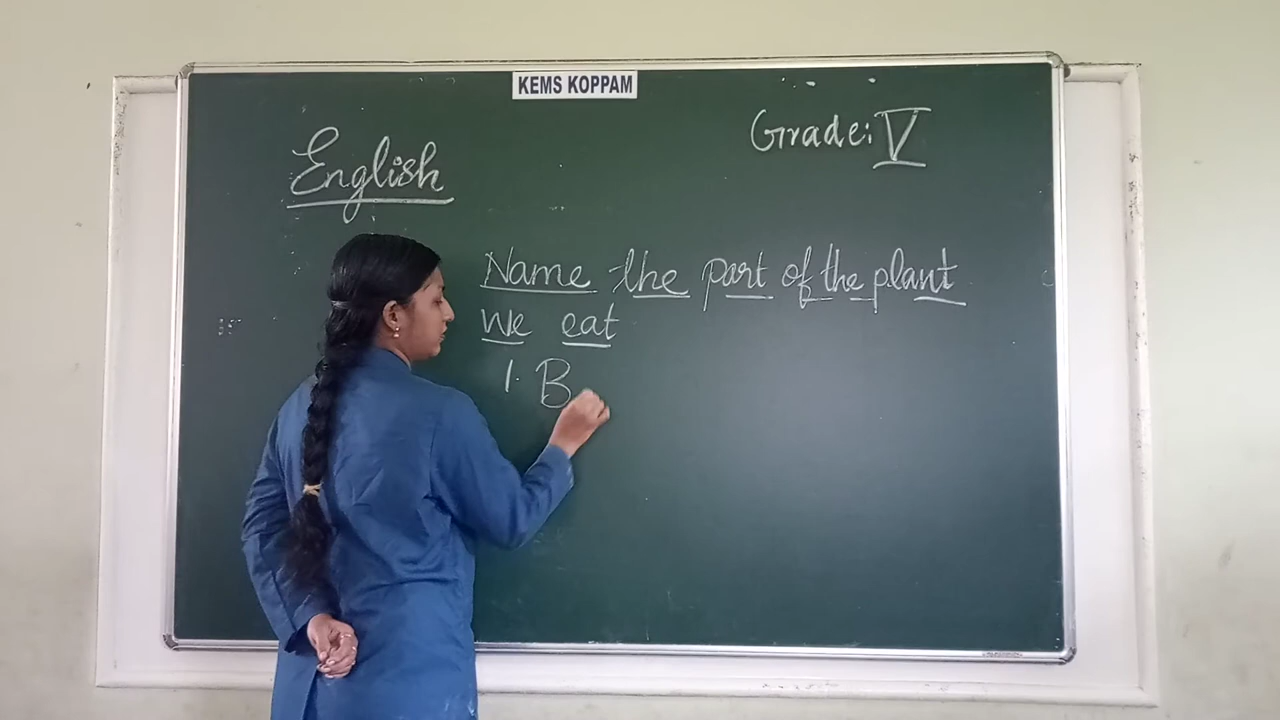 KEMS KOPPAM
Grade: V
English
Name the part of the plant
We eat
1. B